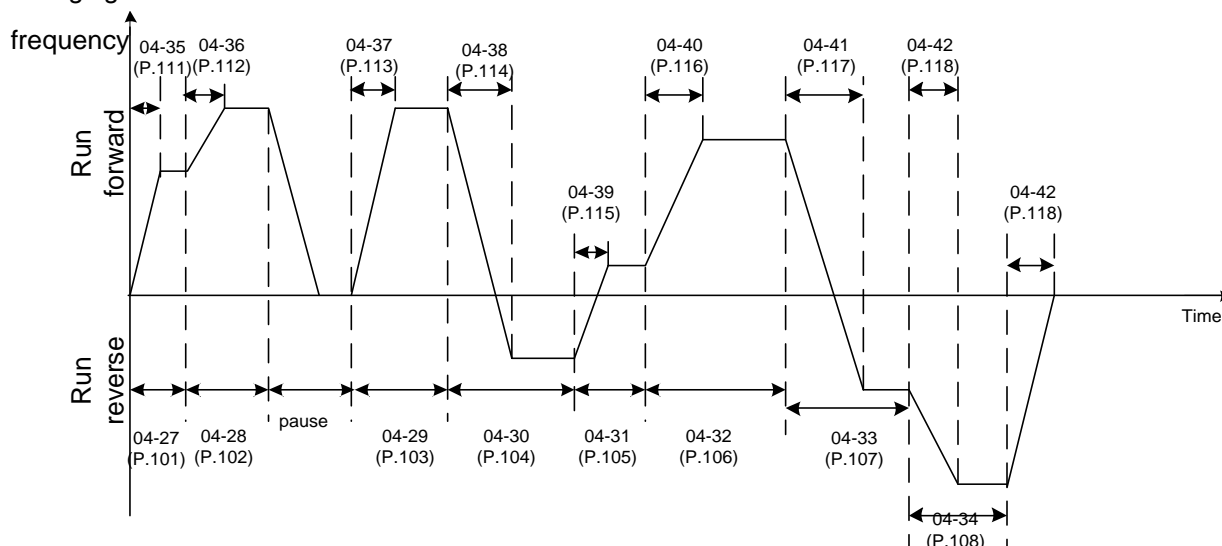 frequency
04-35
(P.111)
04-36
(P.112)
04-37
(P.113)
04-38
(P.114)
04-40
(P.116)
04-41
(P.117)
04-42
(P.118)
Run
forward
04-39
(P.115)
04-42
(P.118)
Time
Run
reverse
pause
04-27
(P.101)
04-28
(P.102)
04-29
(P.103)
04-30
(P.104)
04-31
(P.105)
04-32
(P.106)
04-33
(P.107)
04-34
(P.108)